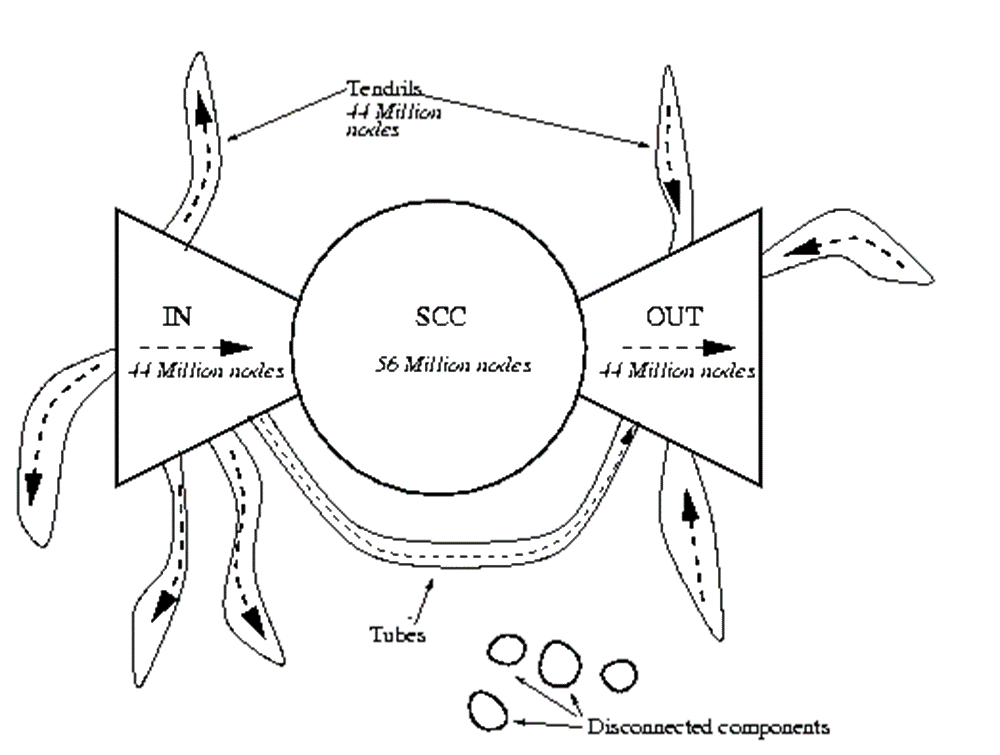 Tendrils
44 Million
nodes
IN
44 Million nodes
SCC
56 Million nodes
OUT
44 Million nodes
Tubes
Disconnected components